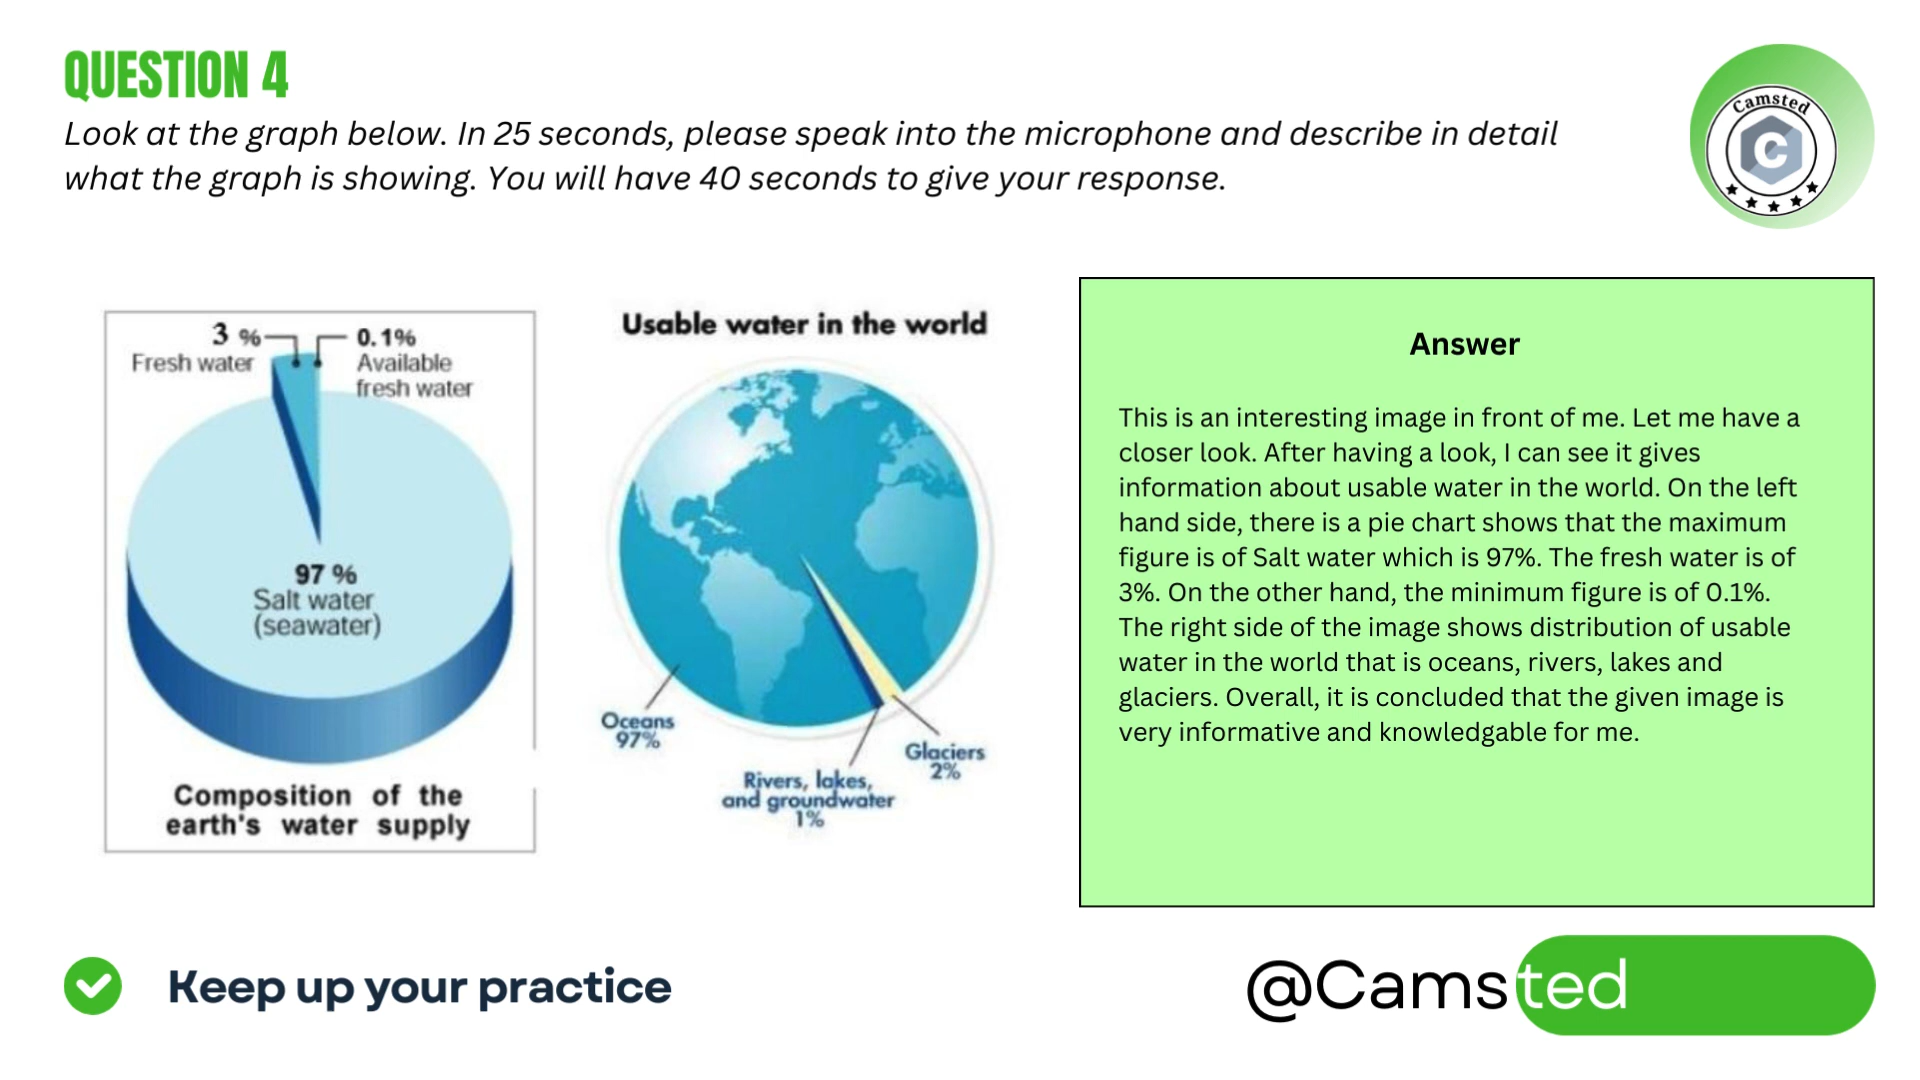 QUESTION 4
Look at the graph below. In 25 seconds, please speak into the microphone and describe in detail
what the graph is showing. You will have 40 seconds to give your response.
Camsted
C
3 %
Fresh water
0.1%
Available
fresh water
97 %
Salt water
(seawater)
Composition of the
earth's water supply
Usable water in the world
Oceans
97%
Rivers, lakes,
and groundwater
1%
Glaciers
2%
Answer
This is an interesting image in front of me. Let me have a
closer look. After having a look, I can see it gives
information about usable water in the world. On the left
hand side, there is a pie chart shows that the maximum
figure is of Salt water which is 97%. The fresh water is of
3%. On the other hand, the minimum figure is of 0.1%.
The right side of the image shows distribution of usable
water in the world that is oceans, rivers, lakes and
glaciers. Overall, it is concluded that the given image is
very informative and knowledgable for me.
Keep up your practice
@Camsted